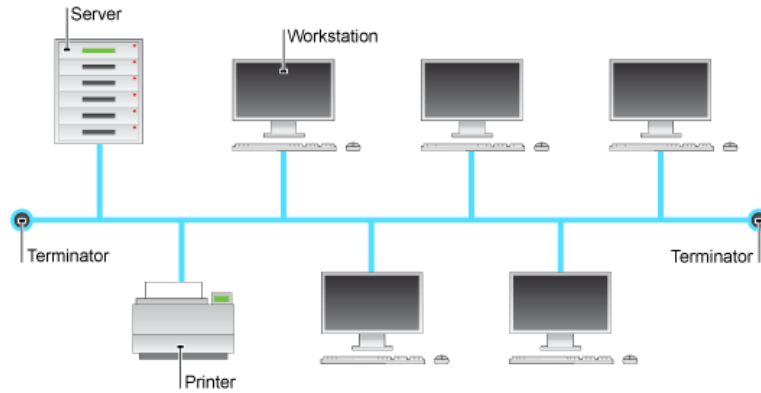 Server
Workstation
Terminator
Terminator
Printer